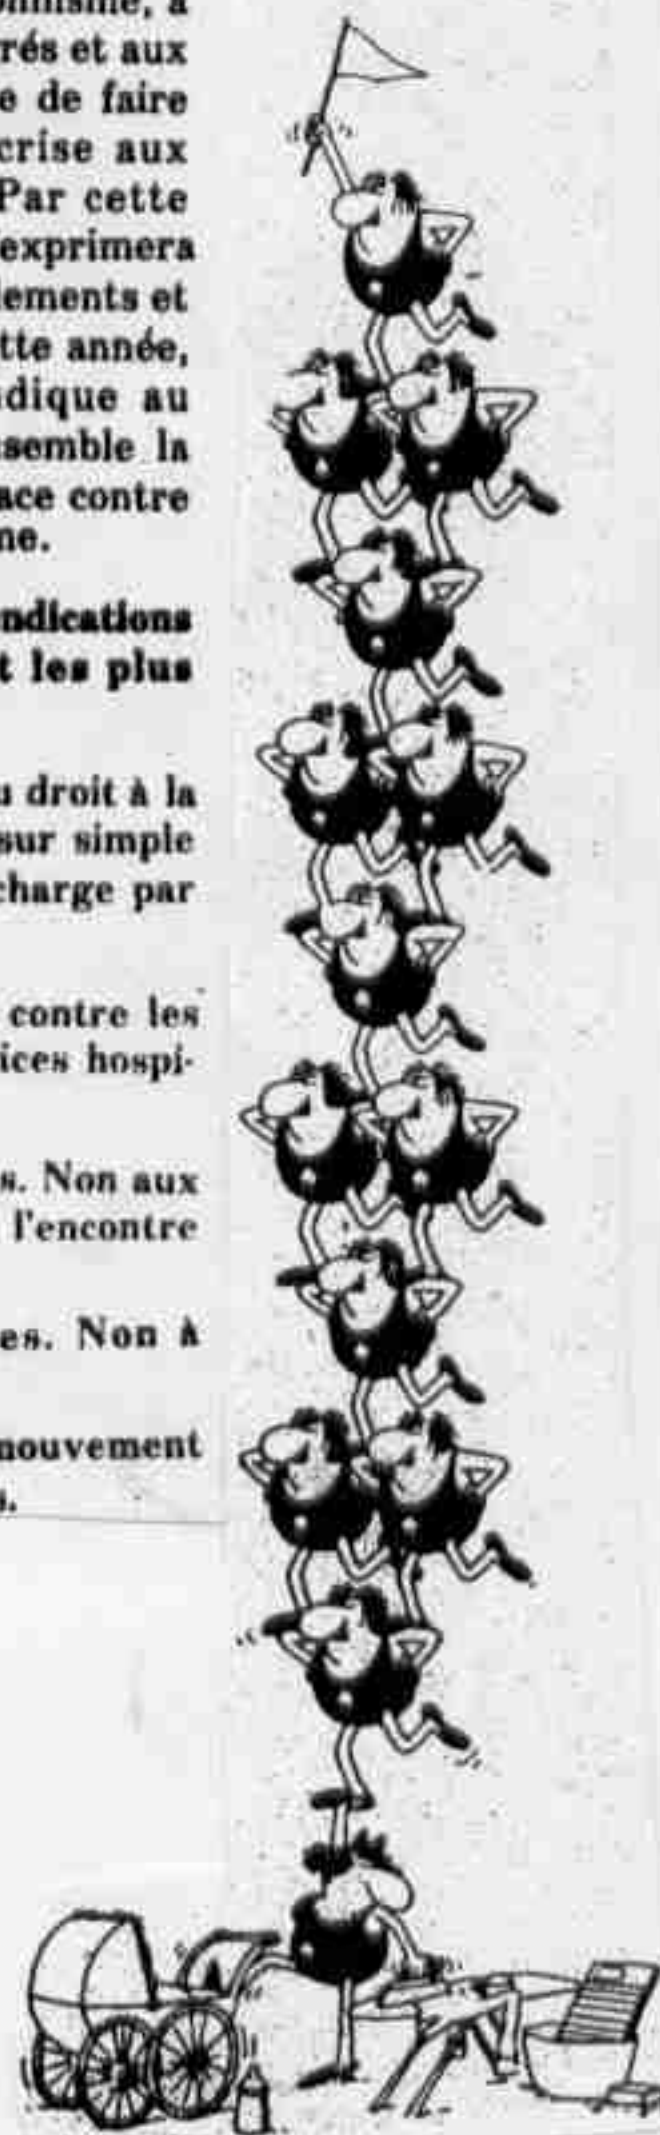 rés et aux
e de faire
crise aux
Par cette
exprimera
lements et
tte année,
dique au
semble la
ace contre
ne.
ndications
t les plus
u droit à la
sur simple
charge par
contre les
ices hospi-
s. Non aux
l'encontre
es. Non à
mouvement
s.